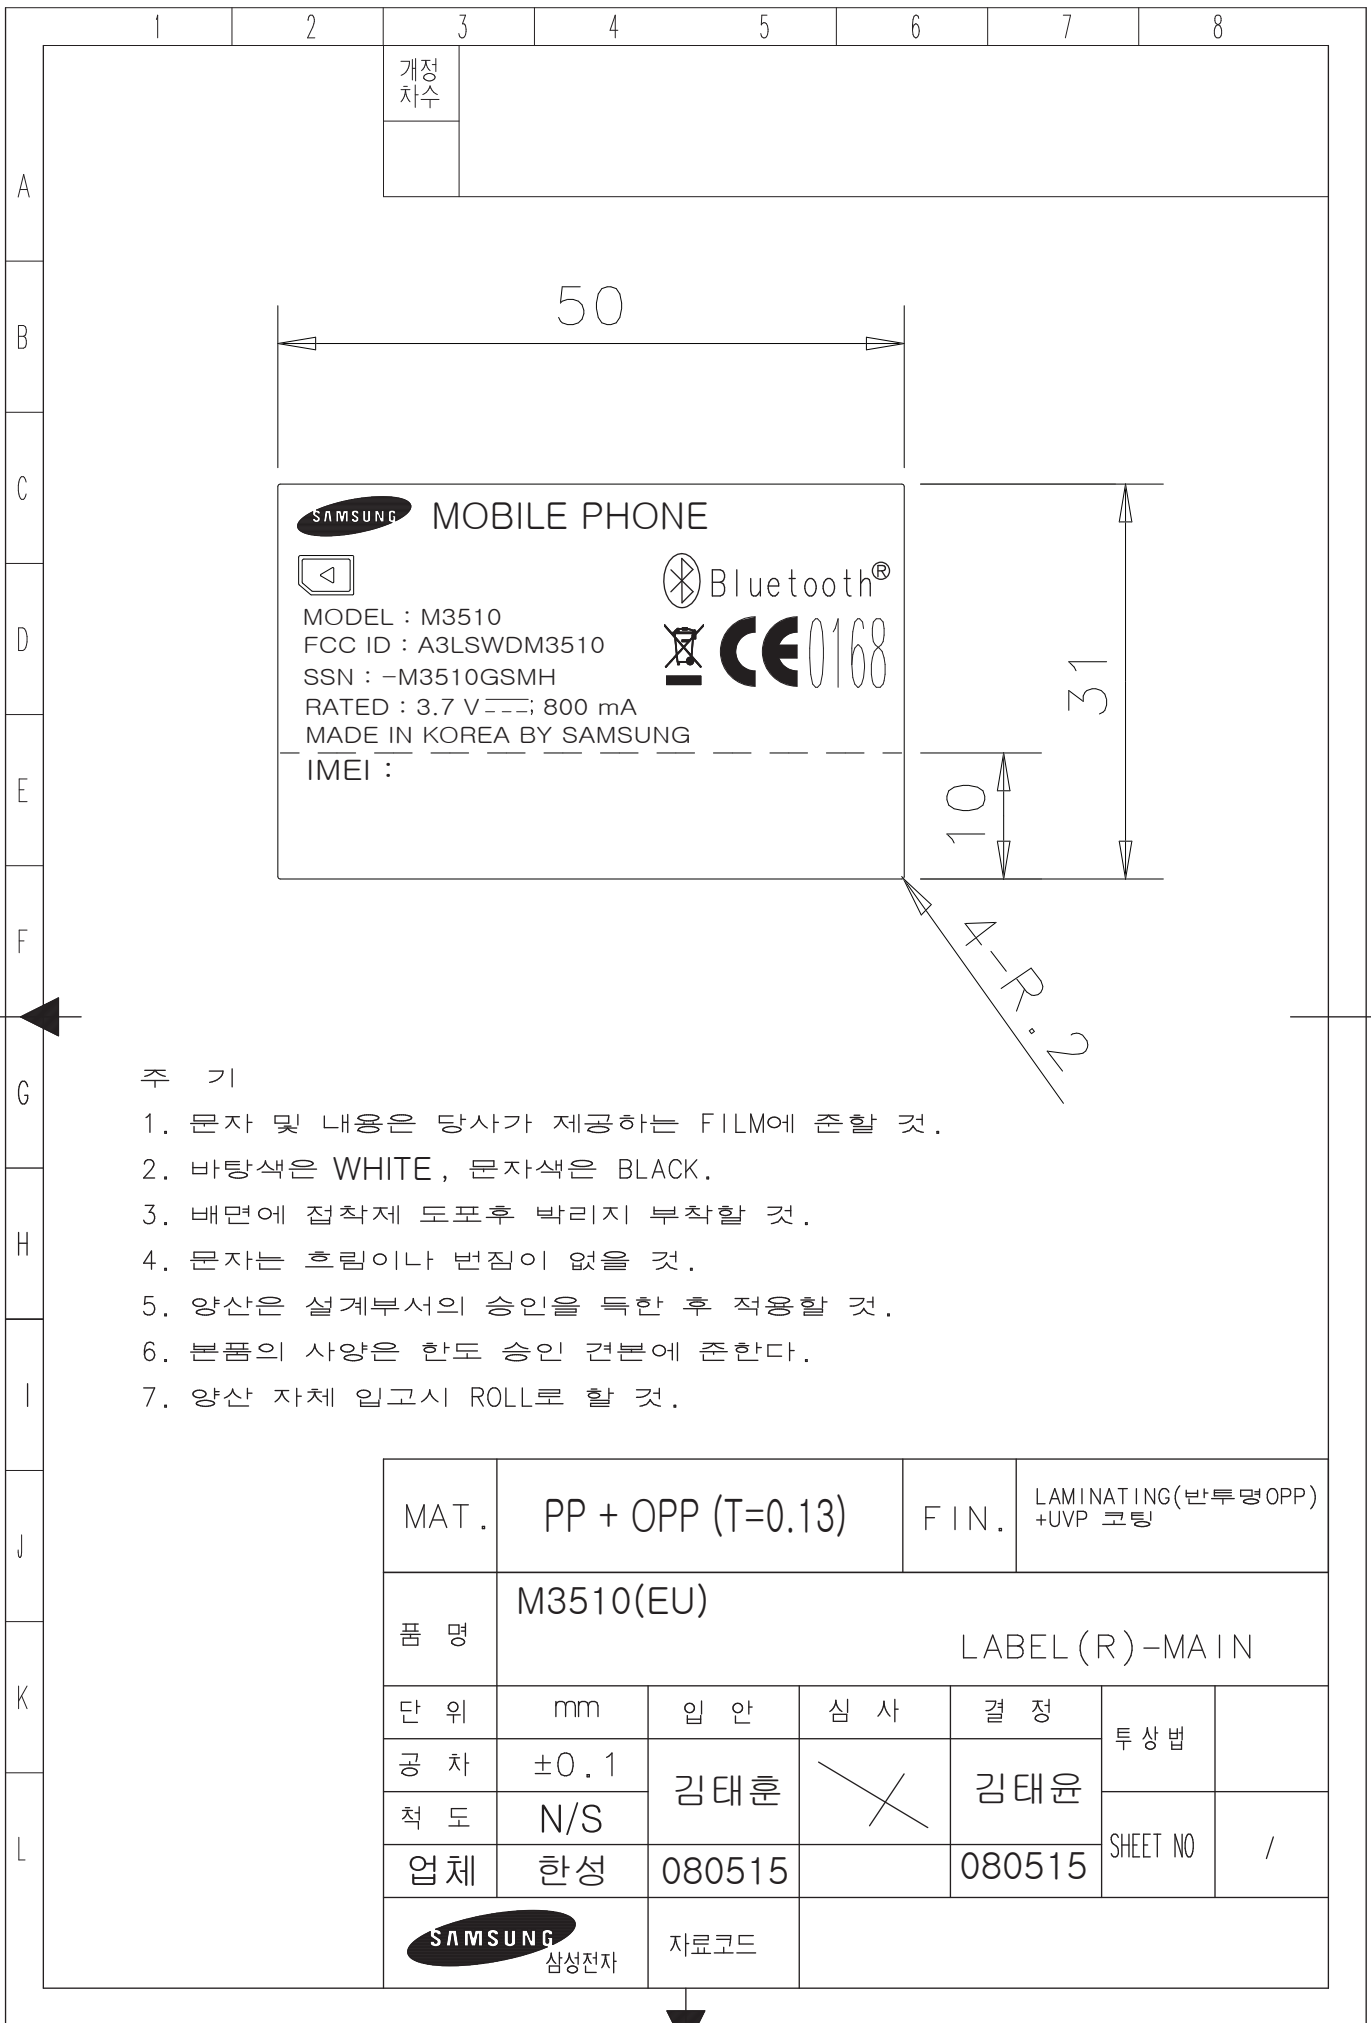 1 2 3 4 5 6 7 8
개정
차수
A
B
50
C
SAMSUNG MOBILE PHONE
Bluetooth®
D
MODEL : M3510
FCC ID : A3LSWDM3510
0168
SSN : -M3510GSMH
31
RATED : 3.7 V ; 800 mA
MADE IN KOREA BY SAMSUNG
IMEI :
E
10
F
4-R.2
G
주 기
1. 문자 및 내용은 당사가 제공하는 FILM에 준할 것.
2. 바탕색은 WHITE, 문자색은 BLACK.
3. 배면에 접착제 도포후 박리지 부착할 것.
H
4. 문자는 흐림이나 번짐이 없을 것.
5. 양산은 설계부서의 승인을 득한 후 적용할 것.
6. 본품의 사양은 한도 승인 견본에 준한다.
I
7. 양산 자체 입고시 ROLL로 할 것.
J
MAT. PP + OPP (T=0.13) FIN. LAMINATING(반투명OPP)
+UVP 코팅
품 명 M3510(EU)
LABEL(R)-MAIN
K
단 위 mm 입 안 심 사 결 정 투상법
공 차 ±0.1 김태훈 김태윤
척 도 N/S
L
SHEET NO /
업체 한성 080515 080515
SAMSUNG 삼성전자 자료코드